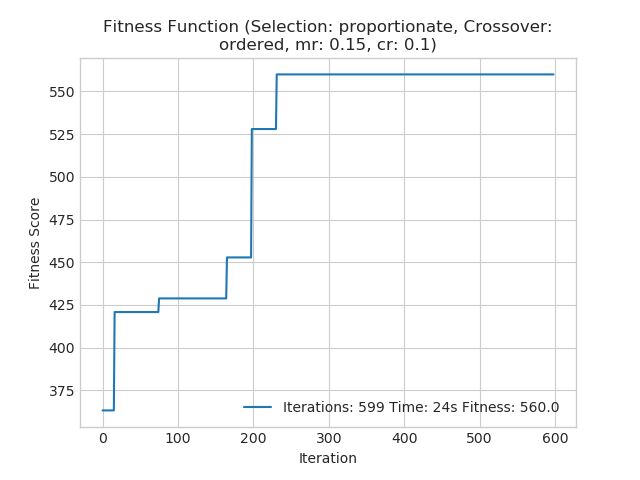 Fitness Function (Selection: proportionate, Crossover:
ordered, mr: 0.15, cr: 0.1)
Fitness Score
550
525
500
475
450
425
400
375
Iterations: 599 Time: 24s Fitness: 560.0
0 100 200 300 400 500 600
Iteration